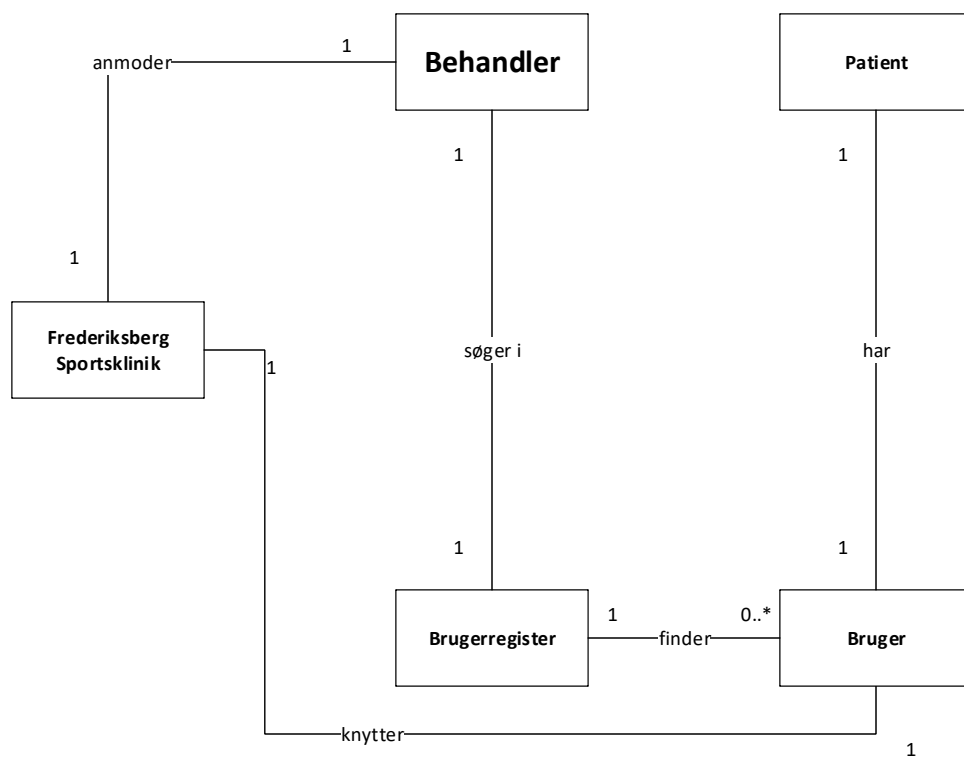 1
Behandler
Patient
anmoder
1
1
1
Frederiksberg
Sportsklinik
søger i
har
1
1
1
1
0..*
Brugerregister
finder
Bruger
knytter
1